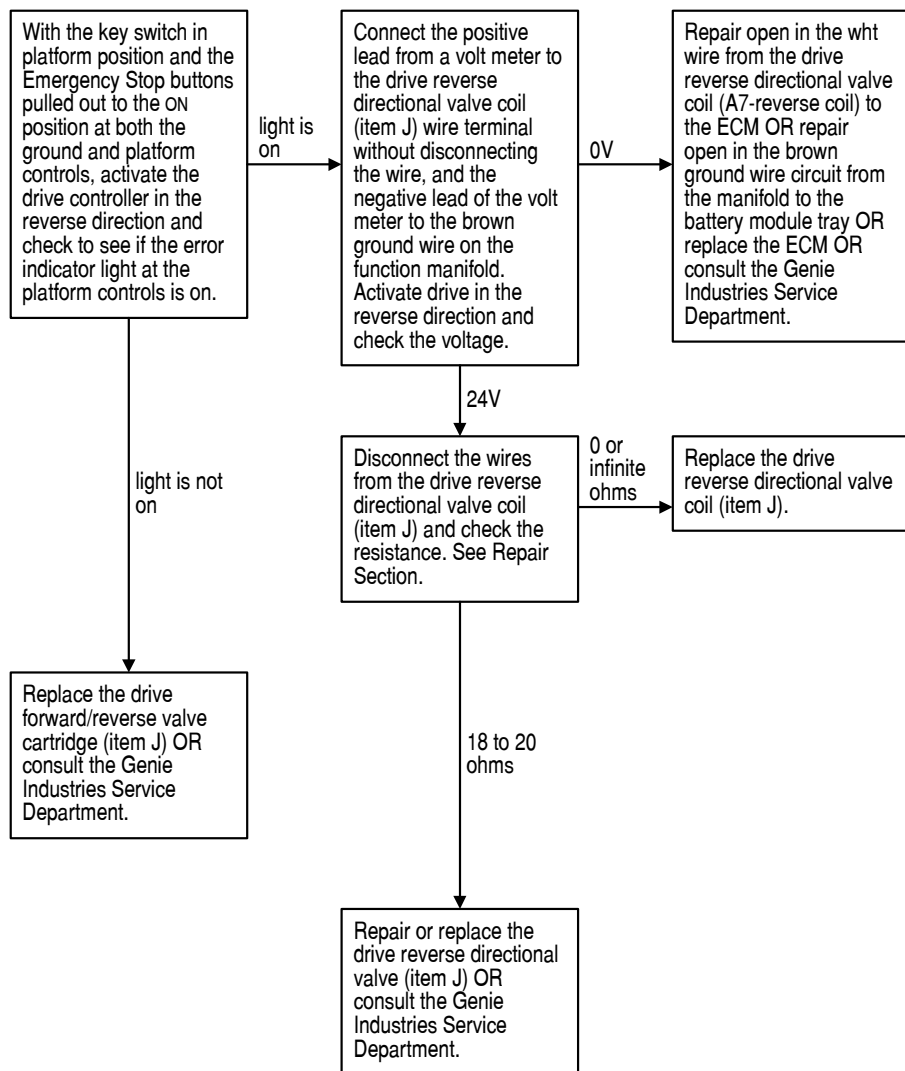 With the key switch in
platform position and the
Emergency Stop buttons
pulled out to the ON
position at both the
ground and platform
controls, activate the
drive controller in the
reverse direction and
check to see if the error
indicator light at the
platform controls is on.
light is
on
Connect the positive
lead from a volt meter to
the drive reverse
directional valve coil
(item J) wire terminal
without disconnecting
the wire, and the
negative lead of the volt
meter to the brown
ground wire on the
function manifold.
Activate drive in the
reverse direction and
check the voltage.
0V
Repair open in the wht
wire from the drive
reverse directional valve
coil (A7-reverse coil) to
the ECM OR repair
open in the brown
ground wire circuit from
the manifold to the
battery module tray OR
replace the ECM OR
consult the Genie
Industries Service
Department.
24V
light is not
on
Disconnect the wires
from the drive reverse
directional valve coil
(item J) and check the
resistance. See Repair
Section.
0 or
infinite
ohms
Replace the drive
reverse directional valve
coil (item J).
Replace the drive
forward/reverse valve
cartridge (item J) OR
consult the Genie
Industries Service
Department.
18 to 20
ohms
Repair or replace the
drive reverse directional
valve (item J) OR
consult the Genie
Industries Service
Department.